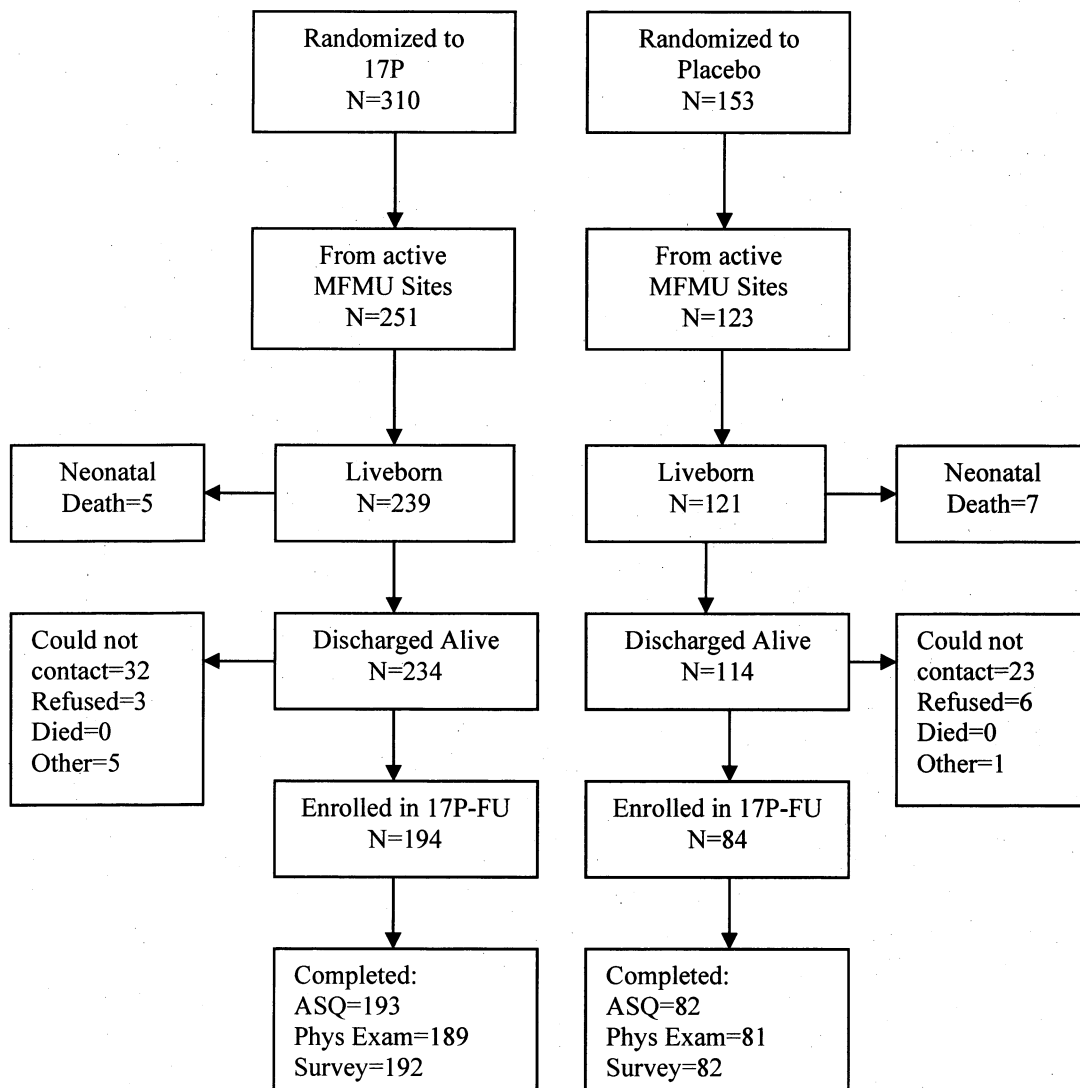 Randomized to
17P
N=310
Randomized to
Placebo
N=153
From active
MFMU Sites
N=251
From active
MFMU Sites
N=123
Neonatal
Death=5
Liveborn
N=239
Liveborn
N=121
Neonatal
Death=7
Could not
contact=32
Refused=3
Died=0
Other=5
Discharged Alive
N=234
Discharged Alive
N=114
Could not
contact=23
Refused=6
Died=0
Other=1
Enrolled in 17P-FU
N=194
Enrolled in 17P-FU
N=84
Completed:
ASQ=193
Phys Exam=189
Survey=192
Completed:
ASQ=82
Phys Exam=81
Survey=82